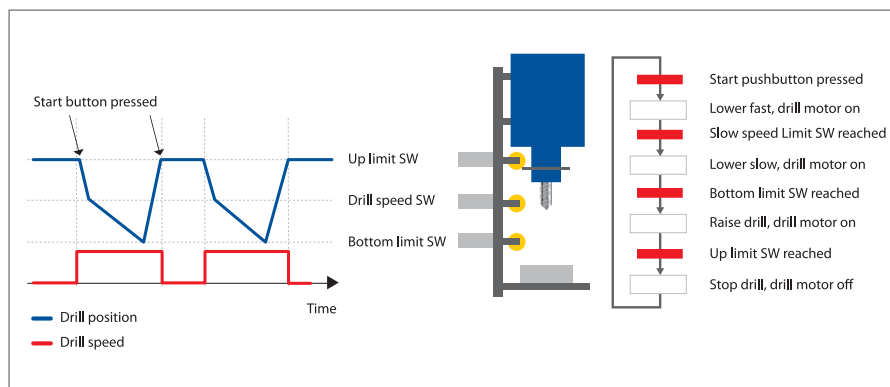 Start button pressed
Up limit SW
Drill speed SW
Bottom limit SW
Time
Drill position
Drill speed
Start pushbutton pressed
Lower fast, drill motor on
Slow speed Limit SW reached
Lower slow, drill motor on
Bottom limit SW reached
Raise drill, drill motor on
Up limit SW reached
Stop drill, drill motor off